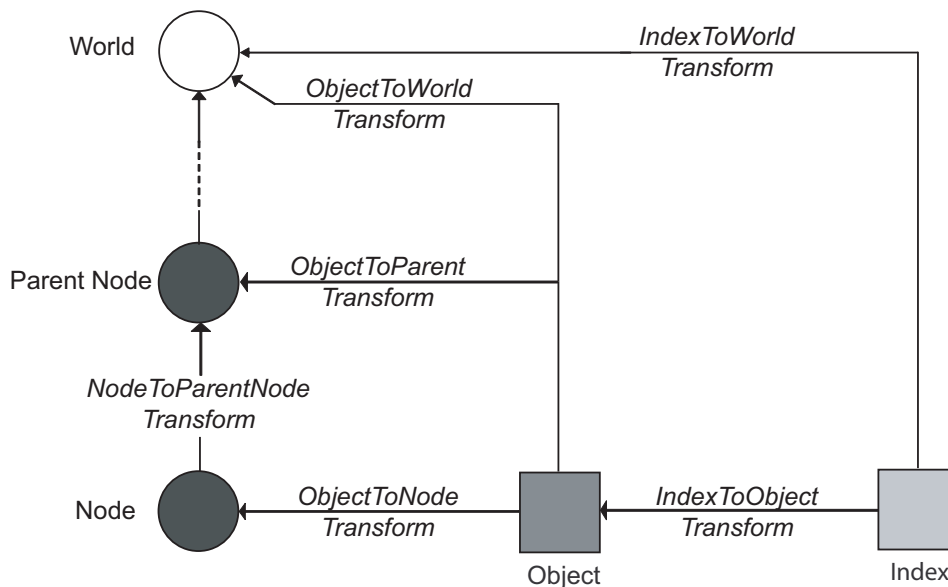 World
IndexToWorld
Transform
ObjectToWorld
Transform
Parent Node
ObjectToParent
Transform
NodeToParentNode
Transform
Node
ObjectToNode
Transform
IndexToObject
Transform
Object
Index